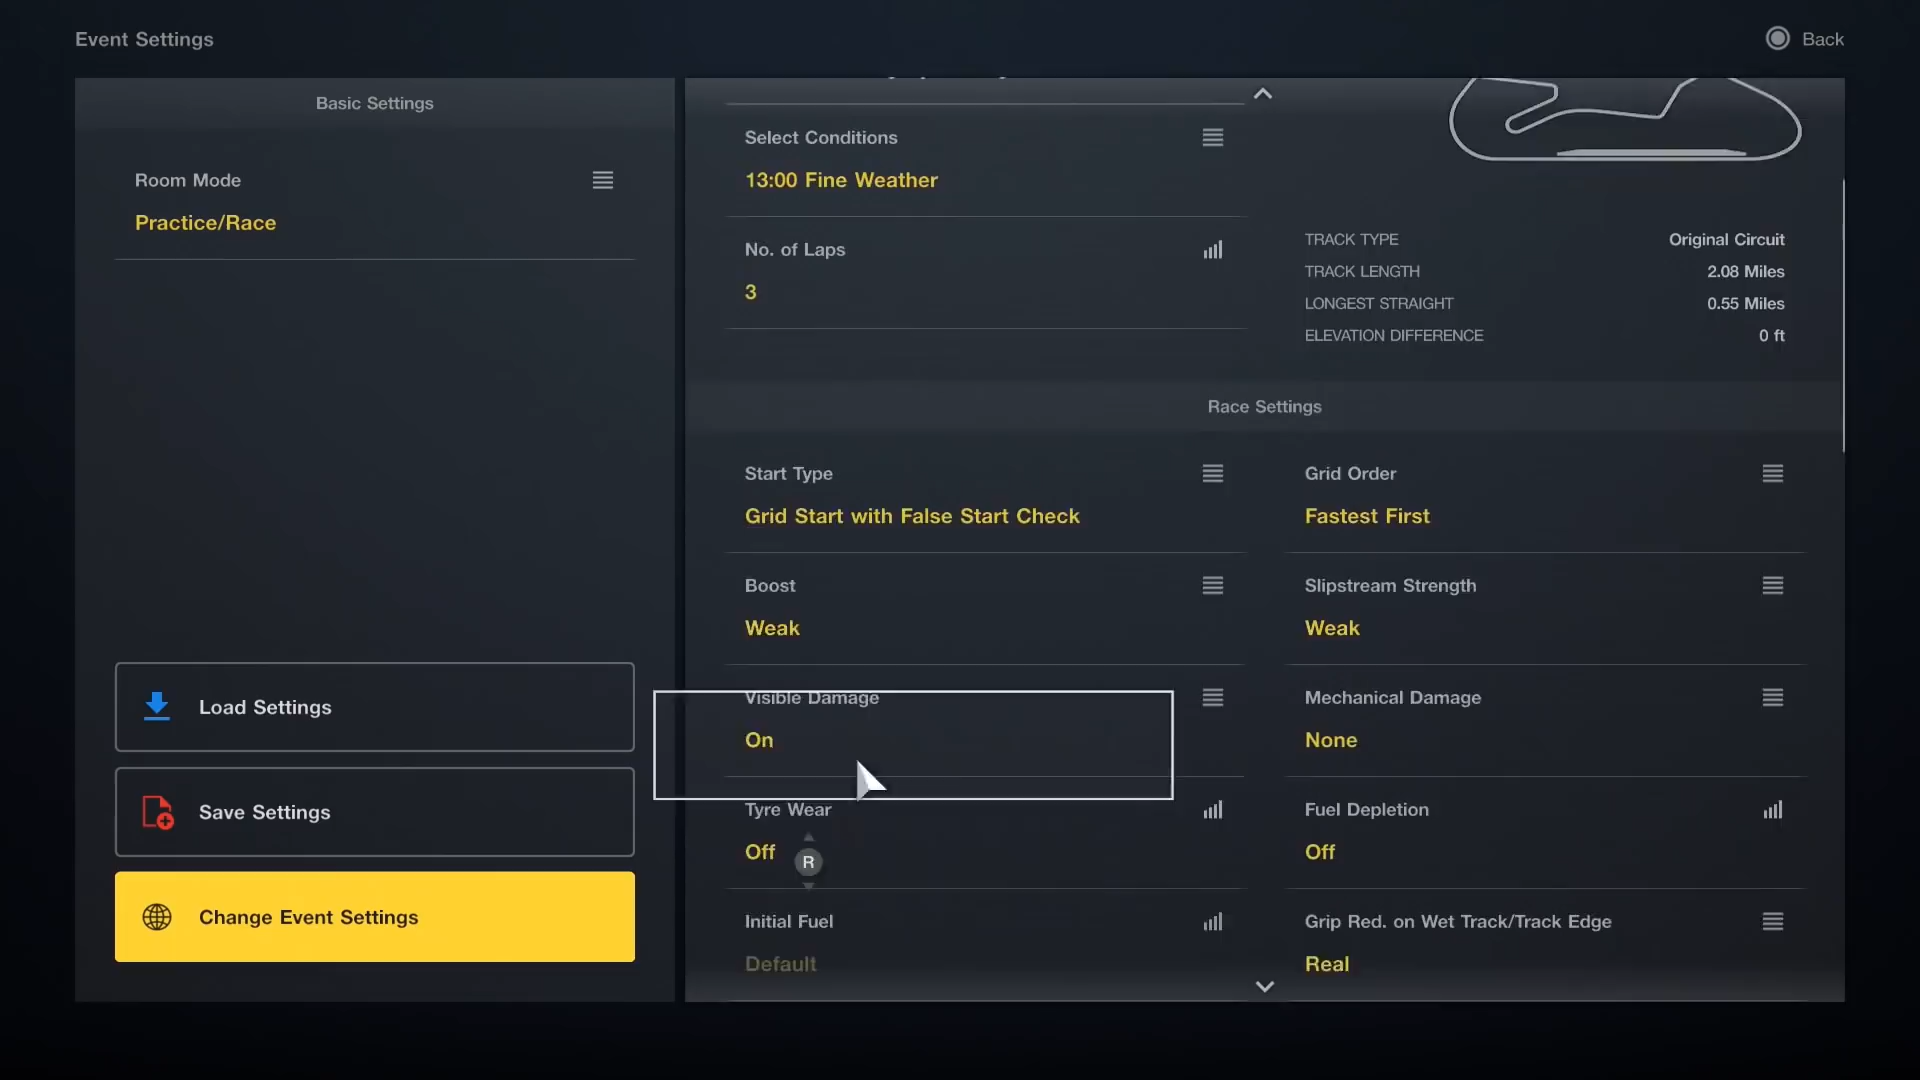 Event Settings
Back
Basic Settings
Room Mode
Practice/Race
Load Settings
Save Settings
Change Event Settings
Select Conditions
13:00 Fine Weather
No. of Laps
3
TRACK TYPE Original Circuit
TRACK LENGTH 2.08 Miles
LONGEST STRAIGHT 0.55 Miles
ELEVATION DIFFERENCE 0 ft
Race Settings
Start Type
Grid Start with False Start Check
Grid Order
Fastest First
Boost
Weak
Slipstream Strength
Weak
Visible Damage
On
Mechanical Damage
None
Tyre Wear
Off
R
Fuel Depletion
Off
Initial Fuel
Default
Grip Red. on Wet Track/Track Edge
Real